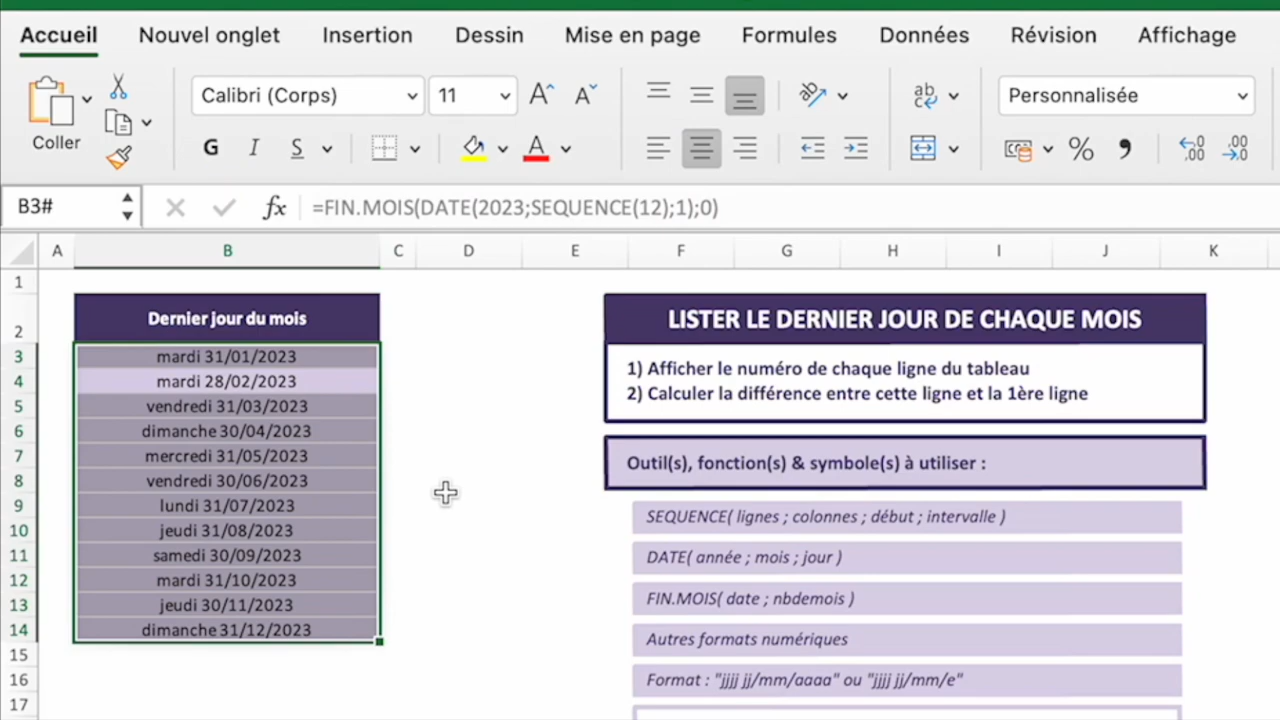 Accueil Nouvel onglet Insertion Dessin Mise en page Formules Données Révision Affichage
Calibri (Corps) 11 A A ab Personnalisée
Coller G I S A % ,00 ,00
B3# fx =FIN.MOIS(DATE(2023;SEQUENCE(12);1);0)
A B C D E F G H I J K
1
2 Dernier jour du mois LISTER LE DERNIER JOUR DE CHAQUE MOIS
3 mardi 31/01/2023 1) Afficher le numéro de chaque ligne du tableau
4 mardi 28/02/2023 2) Calculer la différence entre cette ligne et la 1ère ligne
5 vendredi 31/03/2023
6 dimanche 30/04/2023
7 mercredi 31/05/2023 Outil(s), fonction(s) & symbole(s) à utiliser :
8 vendredi 30/06/2023
9 lundi 31/07/2023 SEQUENCE( lignes ; colonnes ; début ; intervalle )
10 jeudi 31/08/2023
11 samedi 30/09/2023 DATE( année ; mois ; jour )
12 mardi 31/10/2023
13 jeudi 30/11/2023 FIN.MOIS( date ; nbdemois )
14 dimanche 31/12/2023 Autres formats numériques
15
16 Format : "jjjj jj/mm/aaaa" ou "jjjj jj/mm/e"
17